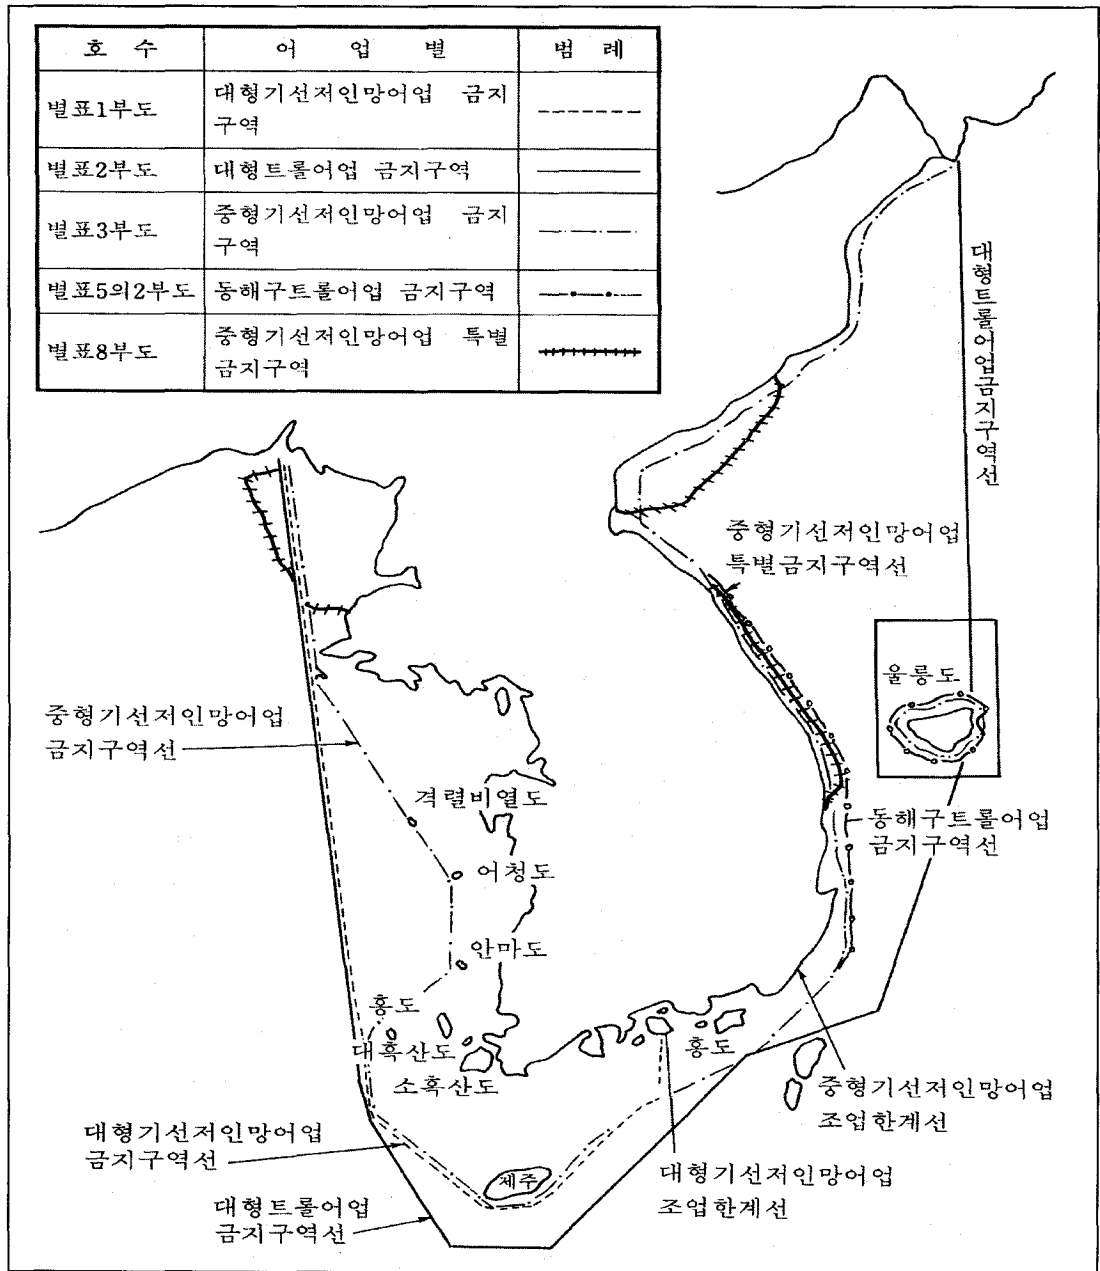 호 수 어 업 별 범 례
별표1부도 대형기선저인망어업 금지
구역
별표2부도 대형트롤어업 금지구역
별표3부도 중형기선저인망어업 금지
구역
별표5의2부도 동해구트롤어업 금지구역
별표8부도 중형기선저인망어업 특별
금지구역
대형트롤어업금지구역선
중형기선저인망어업
특별금지구역선
울릉도
중형기선저인망어업
금지구역선
격렬비열도
동해구트롤어업
금지구역선
어청도
안마도
홍도
대흑산도
소흑산도
홍도
중형기선저인망어업
조업한계선
대형기선저인망어업
금지구역선
제주
대형기선저인망어업
조업한계선
대형트롤어업
금지구역선